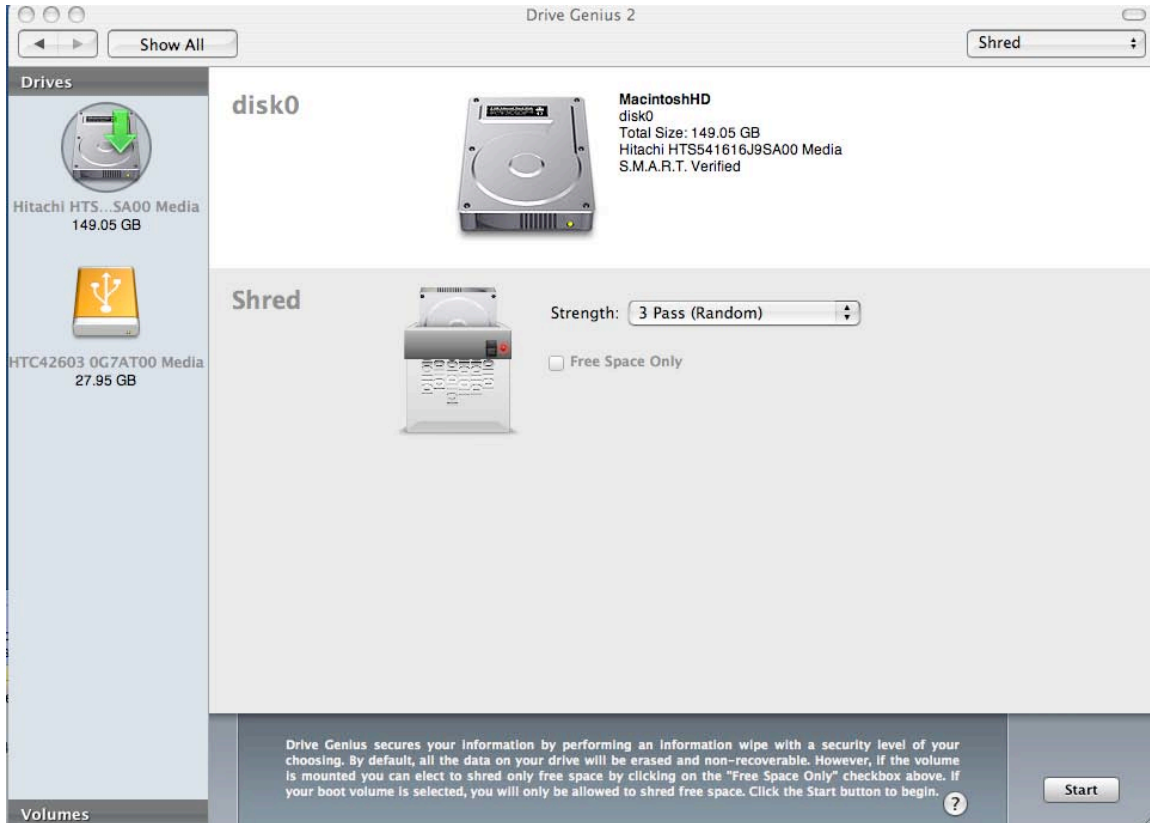 Drive Genius 2
Show All
Shred
Drives
Hitachi HTS...SA00 Media
149.05 GB
HTC42603 0G7AT00 Media
27.95 GB
Volumes
disk0
MacintoshHD
disk0
Total Size: 149.05 GB
Hitachi HTS541616J9SA00 Media
S.M.A.R.T. Verified
Shred
Strength: 3 Pass (Random)
Free Space Only
Drive Genius secures your information by performing an information wipe with a security level of your
choosing. By default, all the data on your drive will be erased and non-recoverable. However, if the volume
is mounted you can elect to shred only free space by clicking on the "Free Space Only" checkbox above. If
your boot volume is selected, you will only be allowed to shred free space. Click the Start button to begin.
?
Start